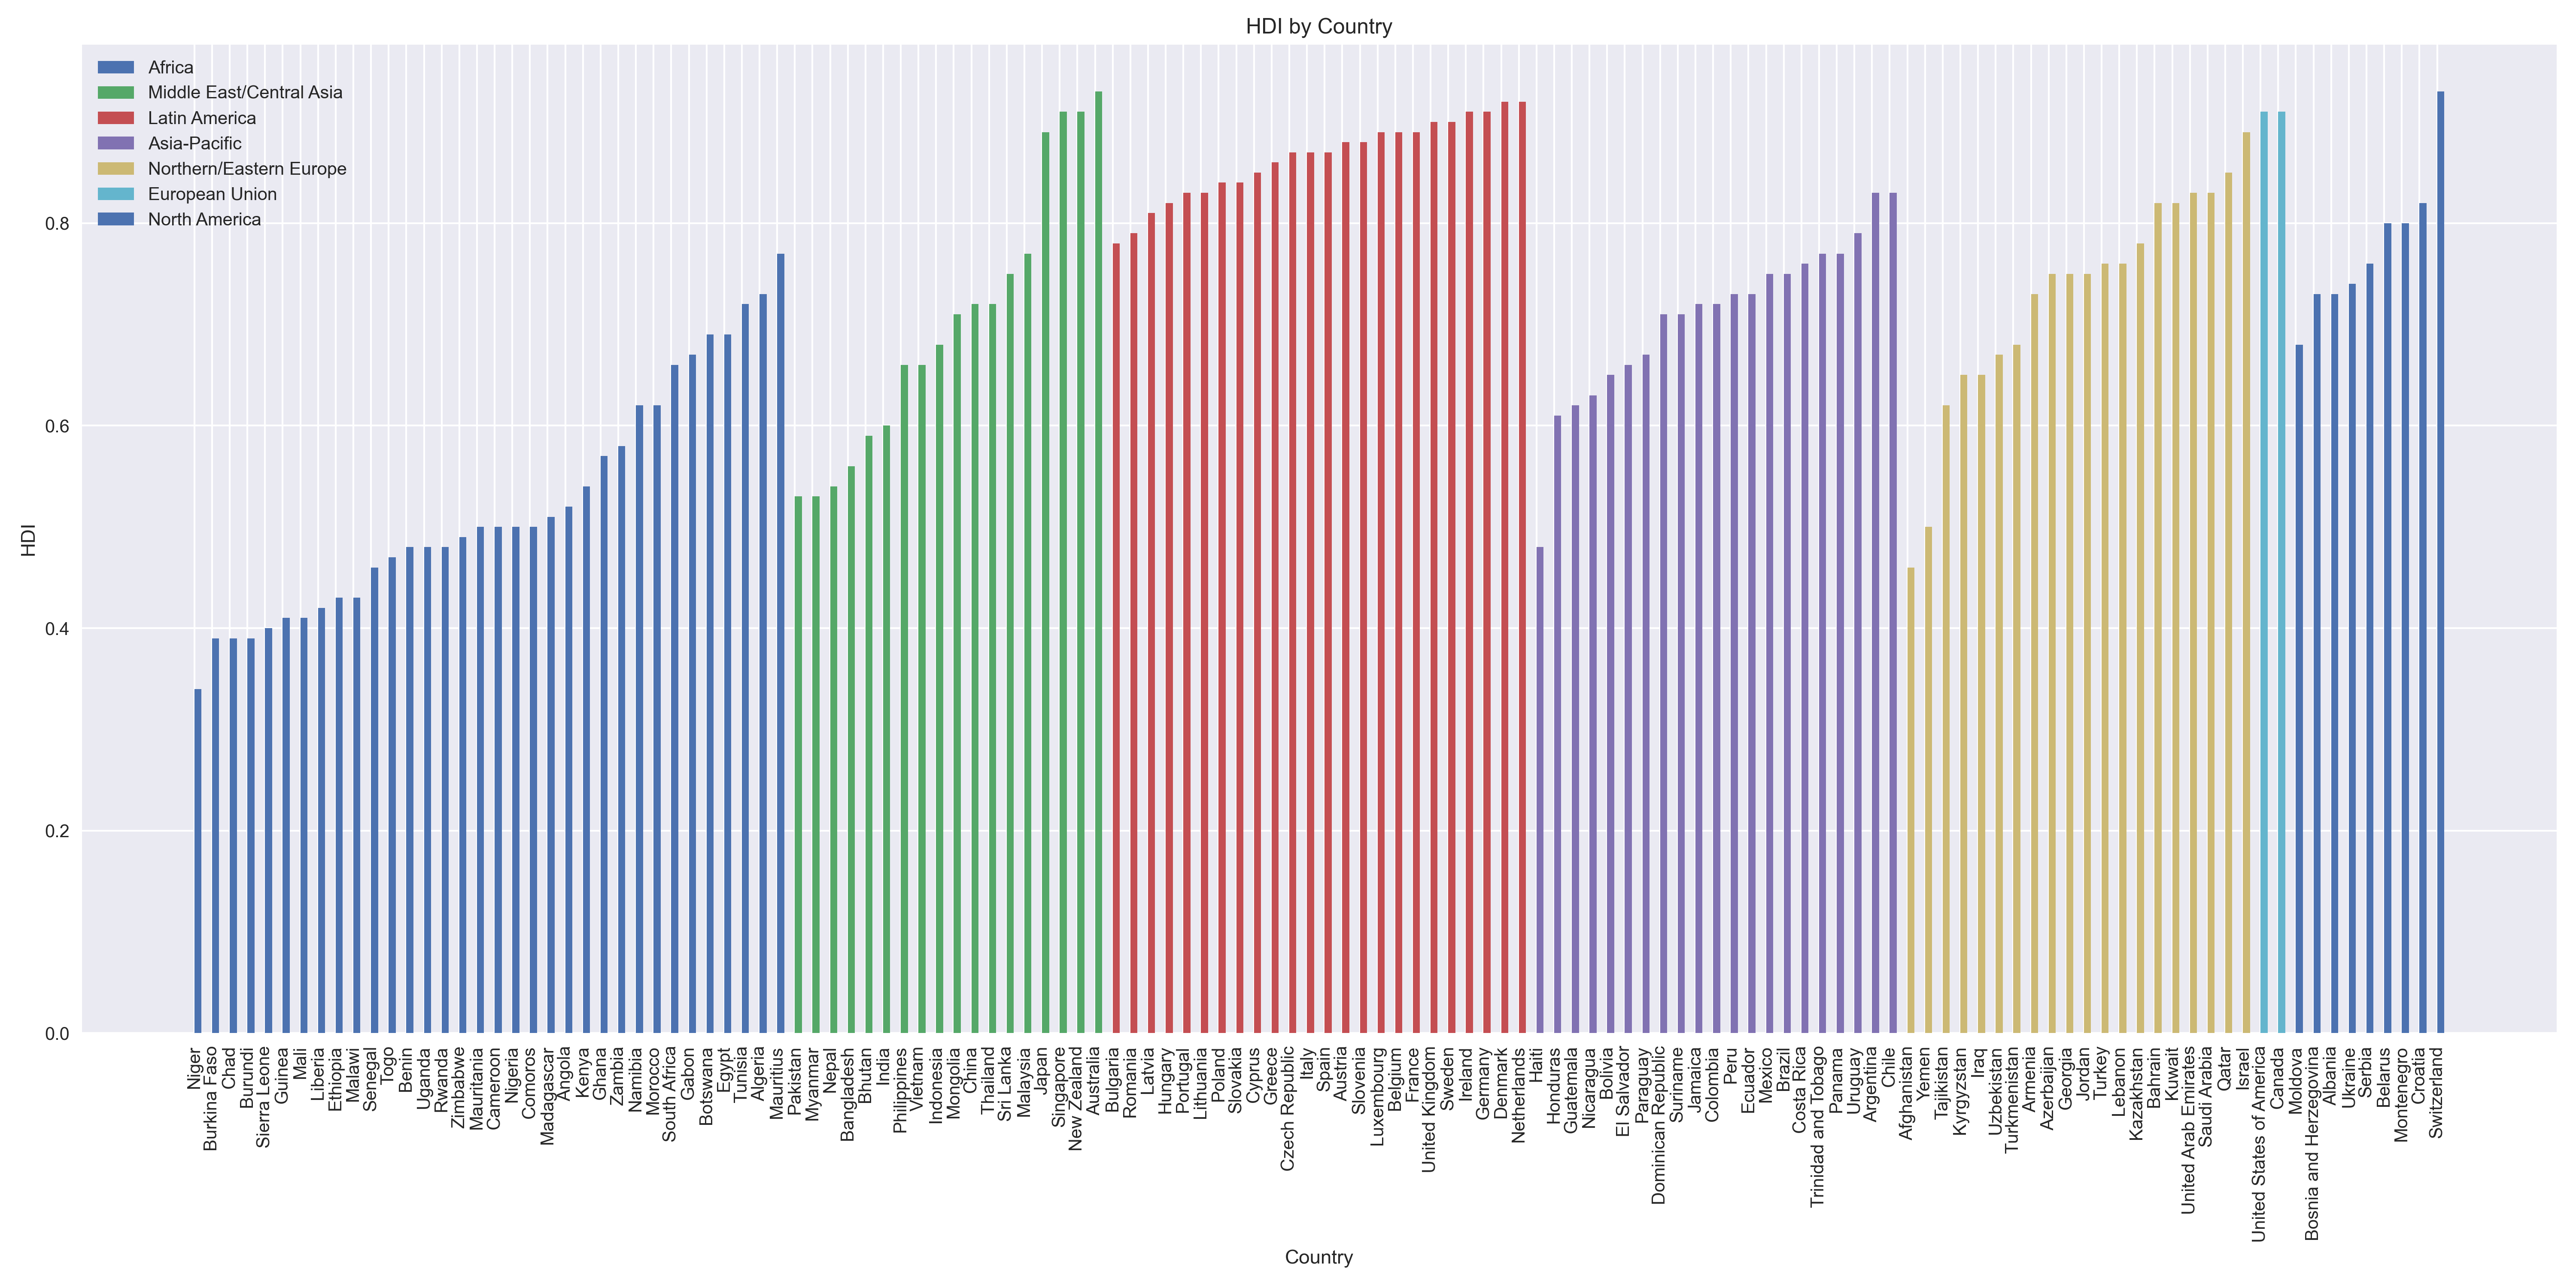 HDI by Country
Africa
Middle East/Central Asia
Latin America
Asia-Pacific
Northern/Eastern Europe
European Union
North America
HDI
0.8
0.6
0.4
0.2
0.0
Niger
Burkina Faso
Chad
Burundi
Sierra Leone
Guinea
Mali
Liberia
Ethiopia
Malawi
Senegal
Togo
Benin
Uganda
Rwanda
Zimbabwe
Mauritania
Cameroon
Nigeria
Comoros
Madagascar
Angola
Kenya
Ghana
Zambia
Namibia
Morocco
South Africa
Gabon
Botswana
Egypt
Tunisia
Algeria
Mauritius
Pakistan
Myanmar
Nepal
Bangladesh
Bhutan
India
Philippines
Vietnam
Indonesia
Mongolia
China
Thailand
Sri Lanka
Malaysia
Japan
Singapore
New Zealand
Australia
Bulgaria
Romania
Latvia
Hungary
Portugal
Lithuania
Poland
Slovakia
Cyprus
Greece
Czech Republic
Italy
Spain
Austria
Slovenia
Luxembourg
Belgium
France
United Kingdom
Sweden
Ireland
Germany
Denmark
Netherlands
Haiti
Honduras
Guatemala
Nicaragua
Bolivia
El Salvador
Paraguay
Dominican Republic
Suriname
Jamaica
Colombia
Peru
Ecuador
Mexico
Brazil
Costa Rica
Trinidad and Tobago
Panama
Uruguay
Argentina
Chile
Afghanistan
Yemen
Tajikistan
Kyrgyzstan
Iraq
Uzbekistan
Turkmenistan
Armenia
Azerbaijan
Georgia
Jordan
Turkey
Lebanon
Kazakhstan
Bahrain
Kuwait
United Arab Emirates
Saudi Arabia
Qatar
Israel
United States of America
Canada
Moldova
Bosnia and Herzegovina
Albania
Ukraine
Serbia
Belarus
Montenegro
Croatia
Switzerland
Country